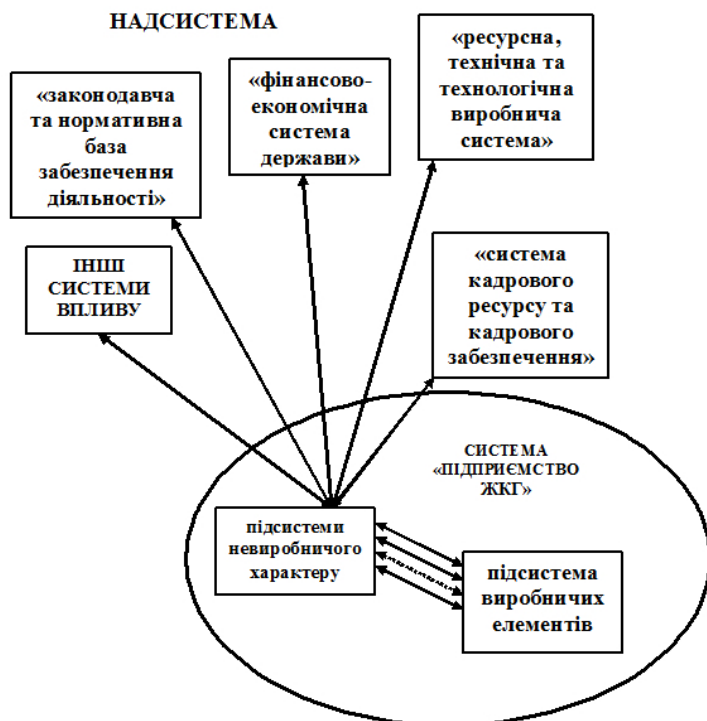 НАДСИСТЕМА
«законодавча
та нормативна
база
забезпечення
діяльності»
«фінансово-
економічна
система
держави»
«ресурсна,
технічна та
технологічна
виробнича
система»
ІНШІ
СИСТЕМИ
ВПЛИВУ
«система
кадрового
ресурсу та
кадрового
забезпечення»
СИСТЕМА
«ПІДПРИЄМСТВО
ЖКГ»
підсистеми
невиробничого
характеру
підсистема
виробничих
елементів